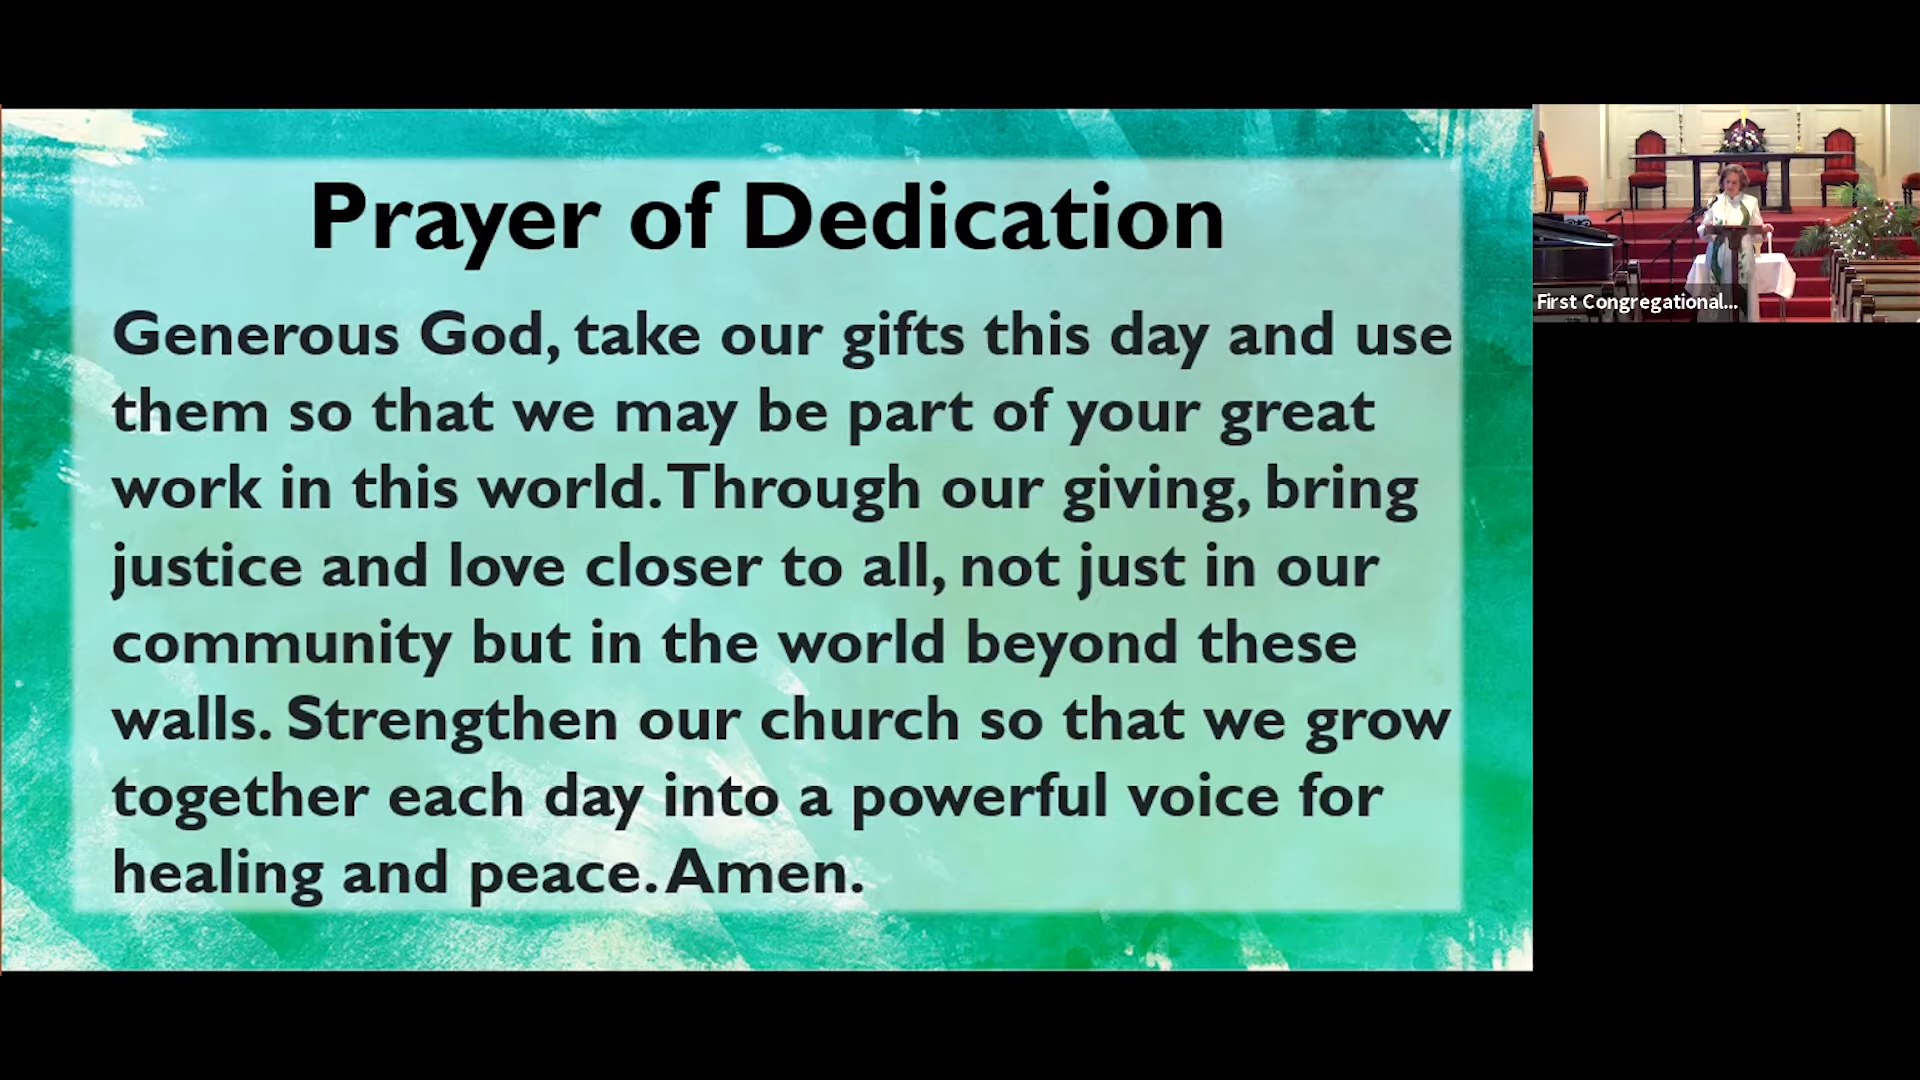 Prayer of Dedication
Generous God, take our gifts this day and use
them so that we may be part of your great
work in this world. Through our giving, bring
justice and love closer to all, not just in our
community but in the world beyond these
walls. Strengthen our church so that we grow
together each day into a powerful voice for
healing and peace. Amen.
First Congregational...